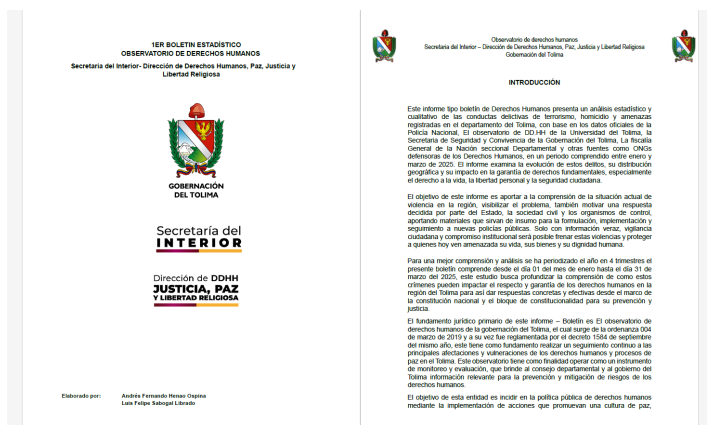 1ER BOLETIN ESTADÍSTICO
OBSERVATORIO DE DERECHOS HUMANOS
Secretaría del Interior- Dirección de Derechos Humanos, Paz, Justicia y
Libertad Religiosa
GOBERNACIÓN
DEL TOLIMA
Secretaría del
INTERIOR
Dirección de DDHH
JUSTICIA, PAZ
Y LIBERTAD RELIGIOSA
Elaborado por: Andrés Fernando Henao Ospina
Luis Felipe Sabogal Librado
Observatorio de derechos humanos
Secretaria del Interior – Dirección de Derechos Humanos, Paz, Justicia y Libertad Religiosa
Gobernación del Tolima
INTRODUCCIÓN
Este informe tipo boletín de Derechos Humanos presenta un análisis estadístico y
cualitativo de las conductas delictivas de terrorismo, homicidio y amenazas
registradas en el departamento del Tolima, con base en los datos oficiales de la
Policía Nacional, El observatorio de DD.HH de la Universidad del Tolima, la
Secretaria de Seguridad y Convivencia de la Gobernación del Tolima, La fiscalía
General de la Nación seccional Departamental y otras fuentes como ONGs
defensoras de los Derechos Humanos, en un periodo comprendido entre enero y
marzo de 2025. El informe examina la evolución de estos delitos, su distribución
geográfica y su impacto en la garantía de derechos fundamentales, especialmente
el derecho a la vida, la libertad personal y la seguridad ciudadana.
El objetivo de este informe es aportar a la comprensión de la situación actual de
violencia en la región, visibilizar el problema, también motivar una respuesta
decidida por parte del Estado, la sociedad civil y los organismos de control,
aportando materiales que sirvan de insumo para la formulación, implementación y
seguimiento a nuevas políticas públicas. Solo con información veraz, vigilancia
ciudadana y compromiso institucional será posible frenar estas violencias y proteger
a quienes hoy ven amenazada su vida, sus bienes y su dignidad humana.
Para una mejor comprensión y análisis se ha periodizado el año en 4 trimestres el
presente boletín comprende desde el día 01 del mes de enero hasta el día 31 de
marzo del 2025, este estudio busca profundizar la comprensión de como estos
crímenes pueden impactar el respecto y garantía de los derechos humanos en la
región del Tolima para así dar respuestas concretas y efectivas desde el marco de
la constitución nacional y el bloque de constitucionalidad para su prevención y
justicia.
El fundamento jurídico primario de este informe – Boletín es El observatorio de
derechos humanos de la gobernación del Tolima, el cual surge de la ordenanza 004
de marzo de 2019 y a su vez fue reglamentada por el decreto 1584 de septiembre
del mismo año, este tiene como fundamento realizar un seguimiento continuo a las
principales afectaciones y vulneraciones de los derechos humanos y procesos de
paz en el Tolima. Este observatorio tiene como finalidad operar como un instrumento
de monitoreo y evaluación, que brinde al consejo departamental y al gobierno del
Tolima información relevante para la prevención y mitigación de riesgos de los
derechos humanos.
El objetivo de esta entidad es incidir en la política pública de derechos humanos
mediante la implementación de acciones que promuevan una cultura de paz,